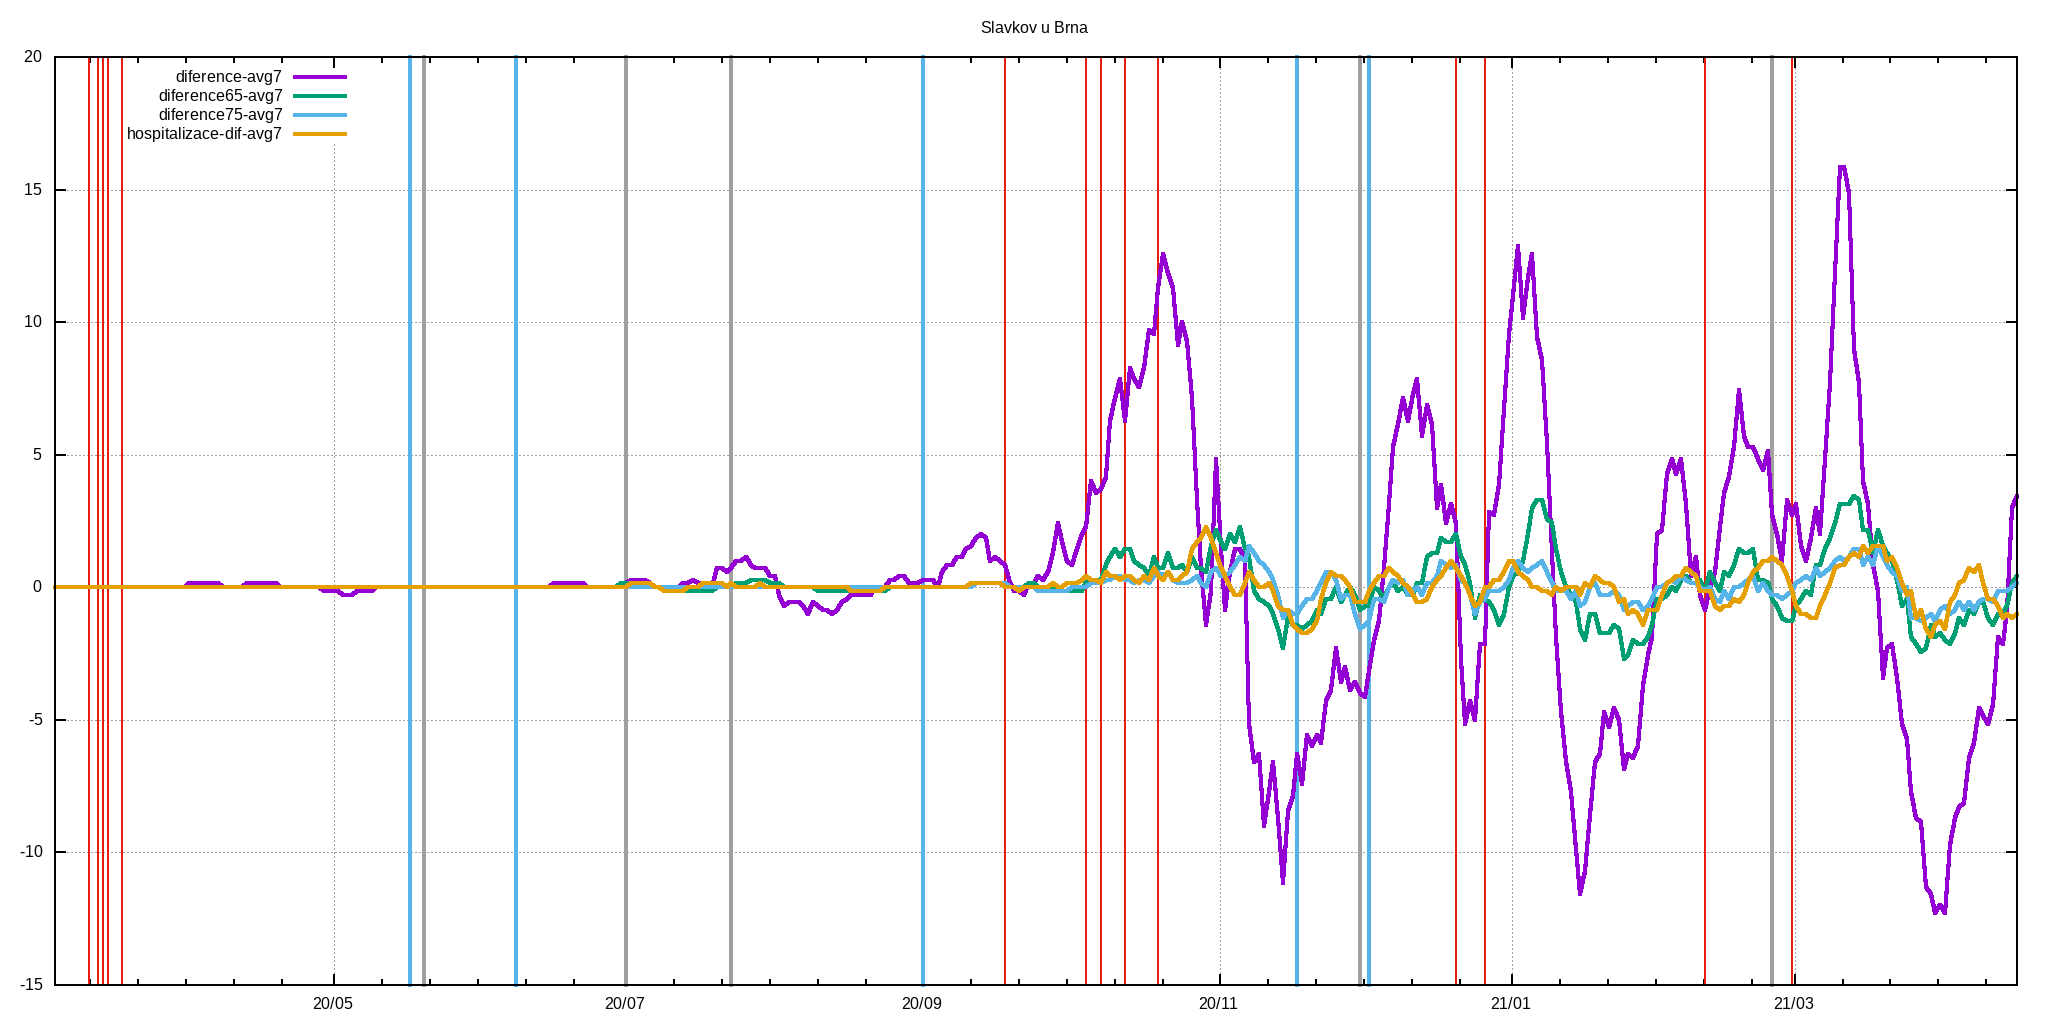 Slavkov u Brna
20
15
10
5
0
-5
-10
-15
diference-avg7
diference65-avg7
diference75-avg7
hospitalizace-dif-avg7
20/05 20/07 20/09 20/11 21/01 21/03